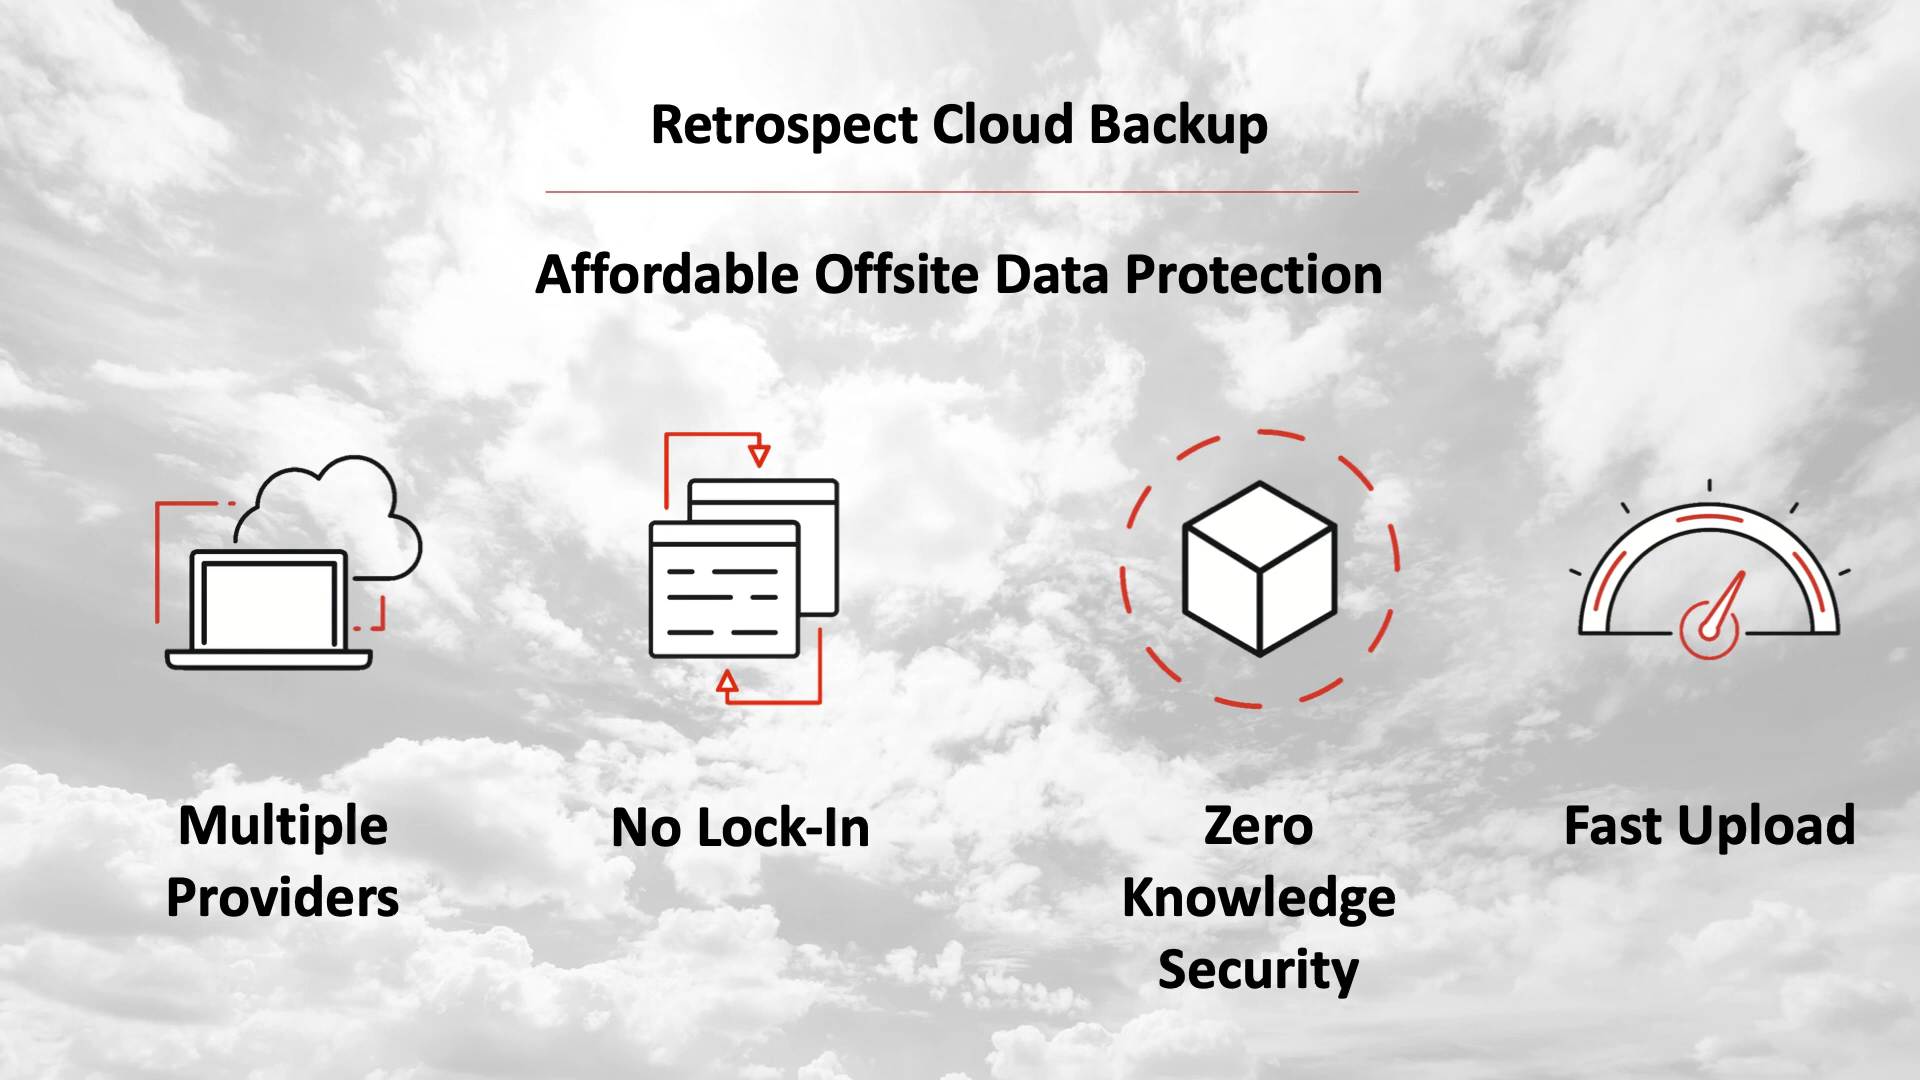 Retrospect Cloud Backup
Affordable Offsite Data Protection
Multiple
Providers
No Lock-In
Zero
Knowledge
Security
Fast Upload